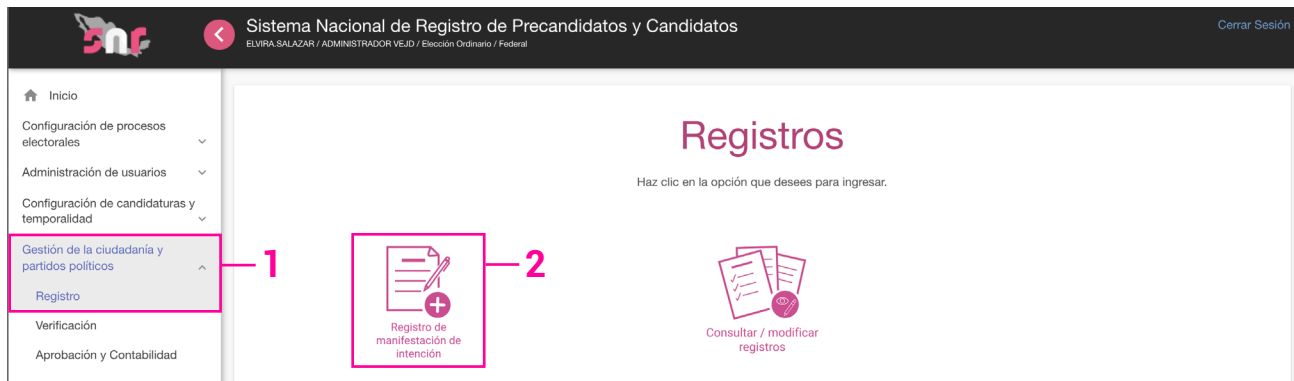 snr
Sistema Nacional de Registro de Precandidatos y Candidatos
ELVIRA.SALAZAR / ADMINISTRADOR VEJD / Elección Ordinario / Federal
Cerrar Sesión
Inicio
Configuración de procesos
electorales
Administración de usuarios
Configuración de candidaturas y
temporalidad
Gestión de la ciudadanía y
partidos políticos
Registro
Verificación
Aprobación y Contabilidad
1
Registros
Haz clic en la opción que desees para ingresar.
2
Registro de
manifestación de
intención
Consultar / modificar
registros